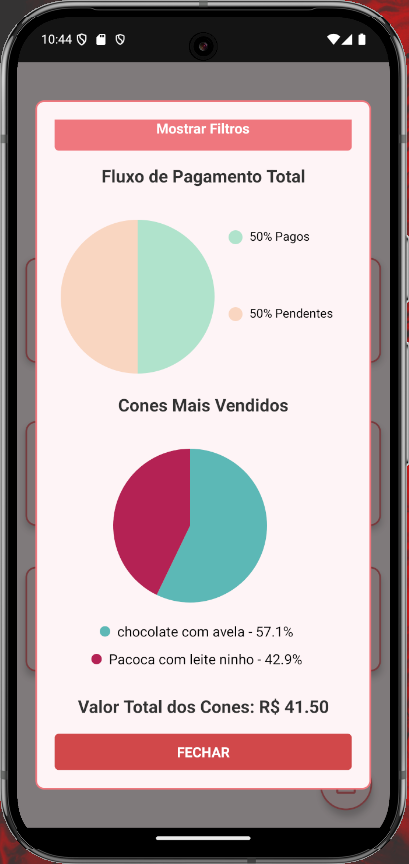 10:44
Mostrar Filtros
Fluxo de Pagamento Total
50% Pagos
50% Pendentes
Cones Mais Vendidos
chocolate com avela - 57.1%
Pacoca com leite ninho - 42.9%
Valor Total dos Cones: R$ 41.50
FECHAR